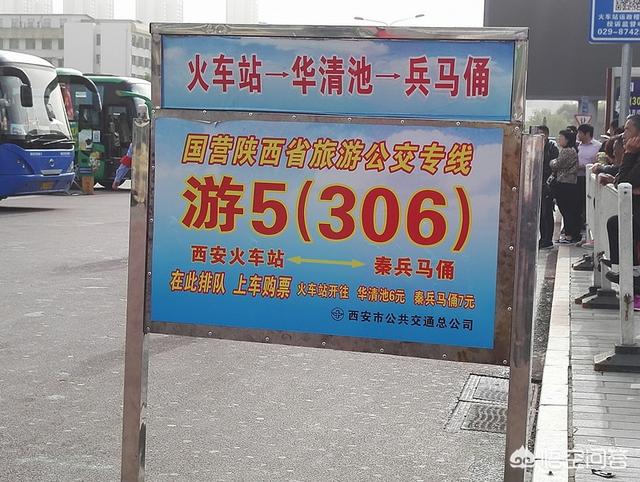 火车站→华清池→兵马俑
国营陕西省旅游公交专线
游5(306)
西安火车站 ⟷ 秦兵马俑
在此排队 上车购票 火车站开往 华清池6元 秦兵马俑7元
西安市公共交通总公司
029-8742
悟空问答